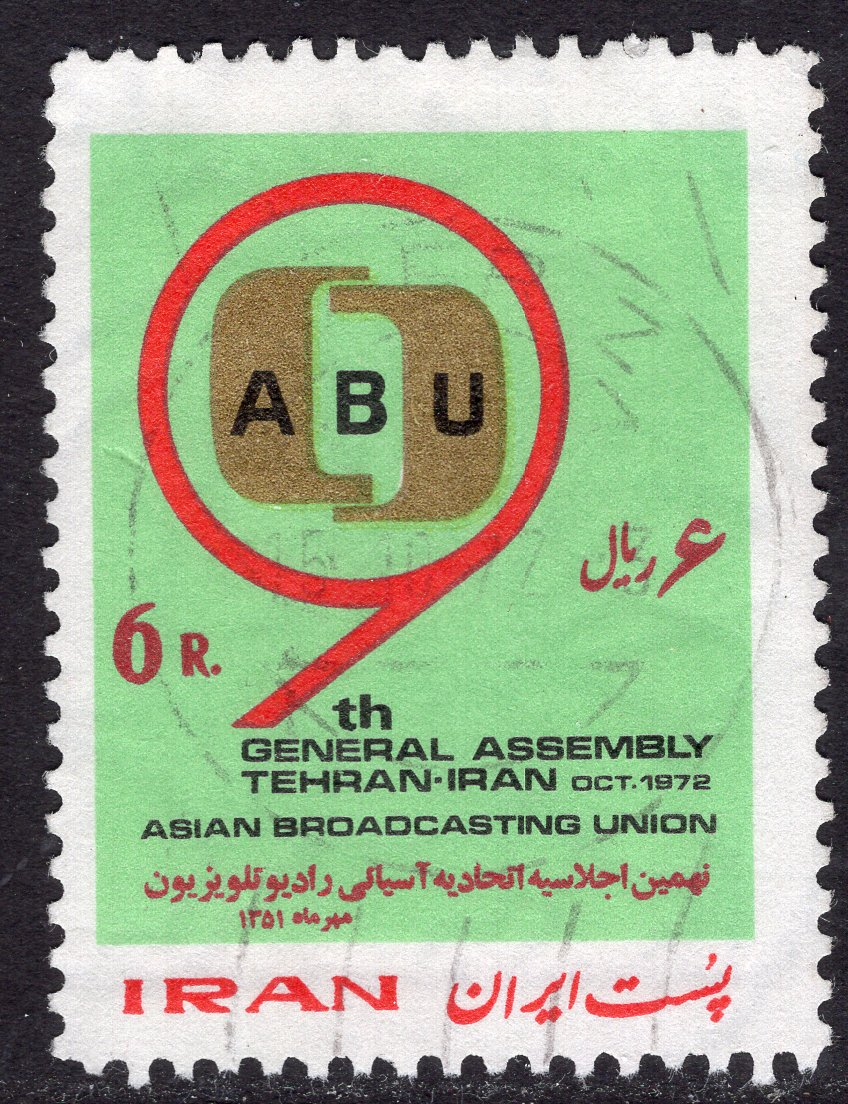 ABU
۶ ریال
6 R.
9th
GENERAL ASSEMBLY
TEHRAN·IRAN OCT.1972
ASIAN BROADCASTING UNION
نهمین اجلاسیه اتحادیه آسیائی رادیو تلویزیون
مهرماه ۱۳۵۱
IRAN پست ایران